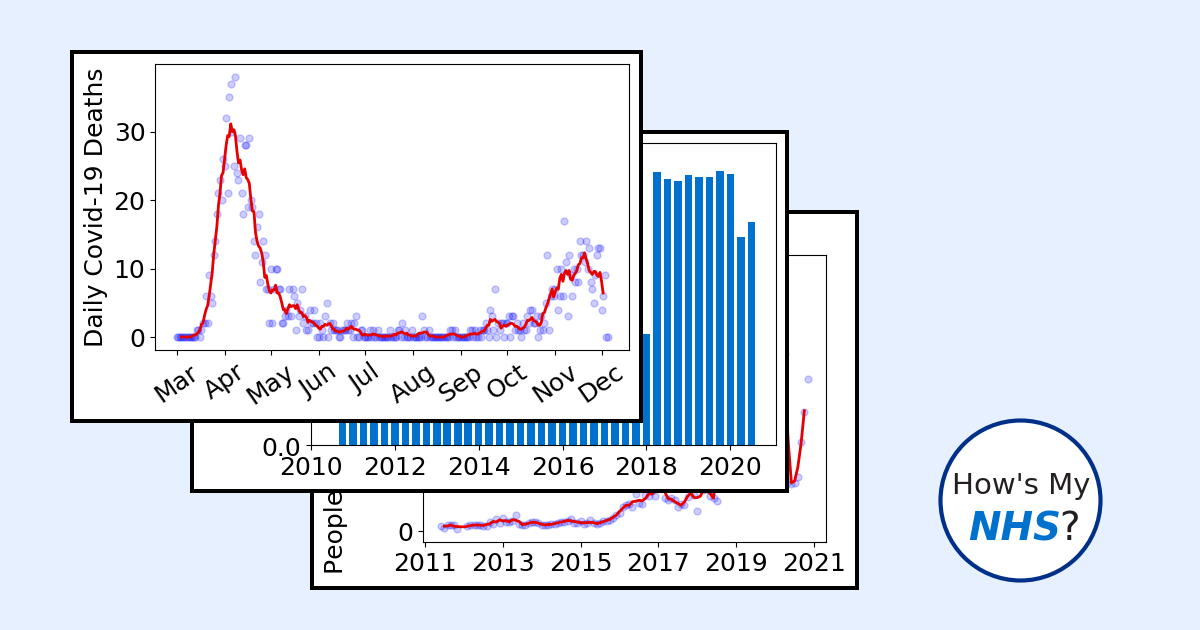 Daily Covid-19 Deaths
30
20
10
0
Mar Apr May Jun Jul Aug Sep Oct Nov Dec
0.0
2010 2012 2014 2016 2018 2020
People
0
2011 2013 2015 2017 2019 2021
How's My
NHS?